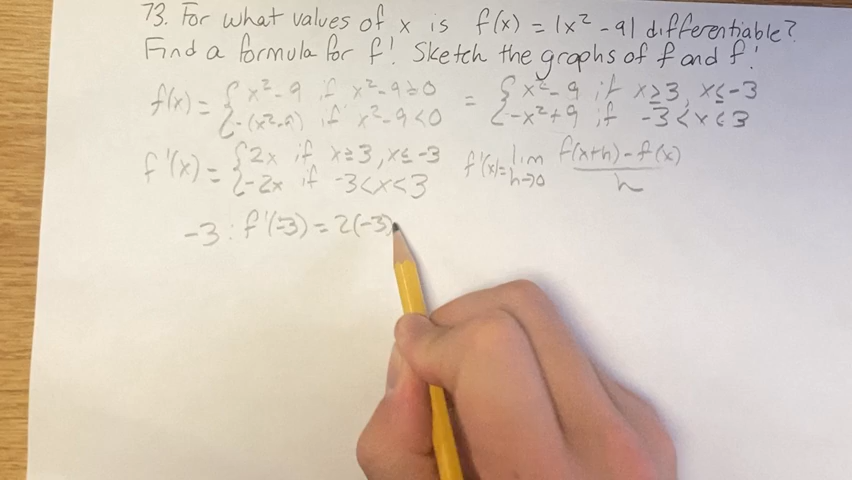 73. For what values of x is f(x) = |x² - 9| differentiable?
Find a formula for f'. Sketch the graphs of f and f'.
f(x) = { x² - 9 if x² - 9 ≥ 0 = { x² - 9 if x ≥ 3, x ≤ -3
{ -(x² - 9) if x² - 9 < 0 { -x² + 9 if -3 < x < 3
f'(x) = { 2x if x ≥ 3, x ≤ -3 f'(x) = lim h→0 f(x+h) - f(x) / h
{ -2x if -3 < x < 3
-3 : f'(-3) = 2(-3)